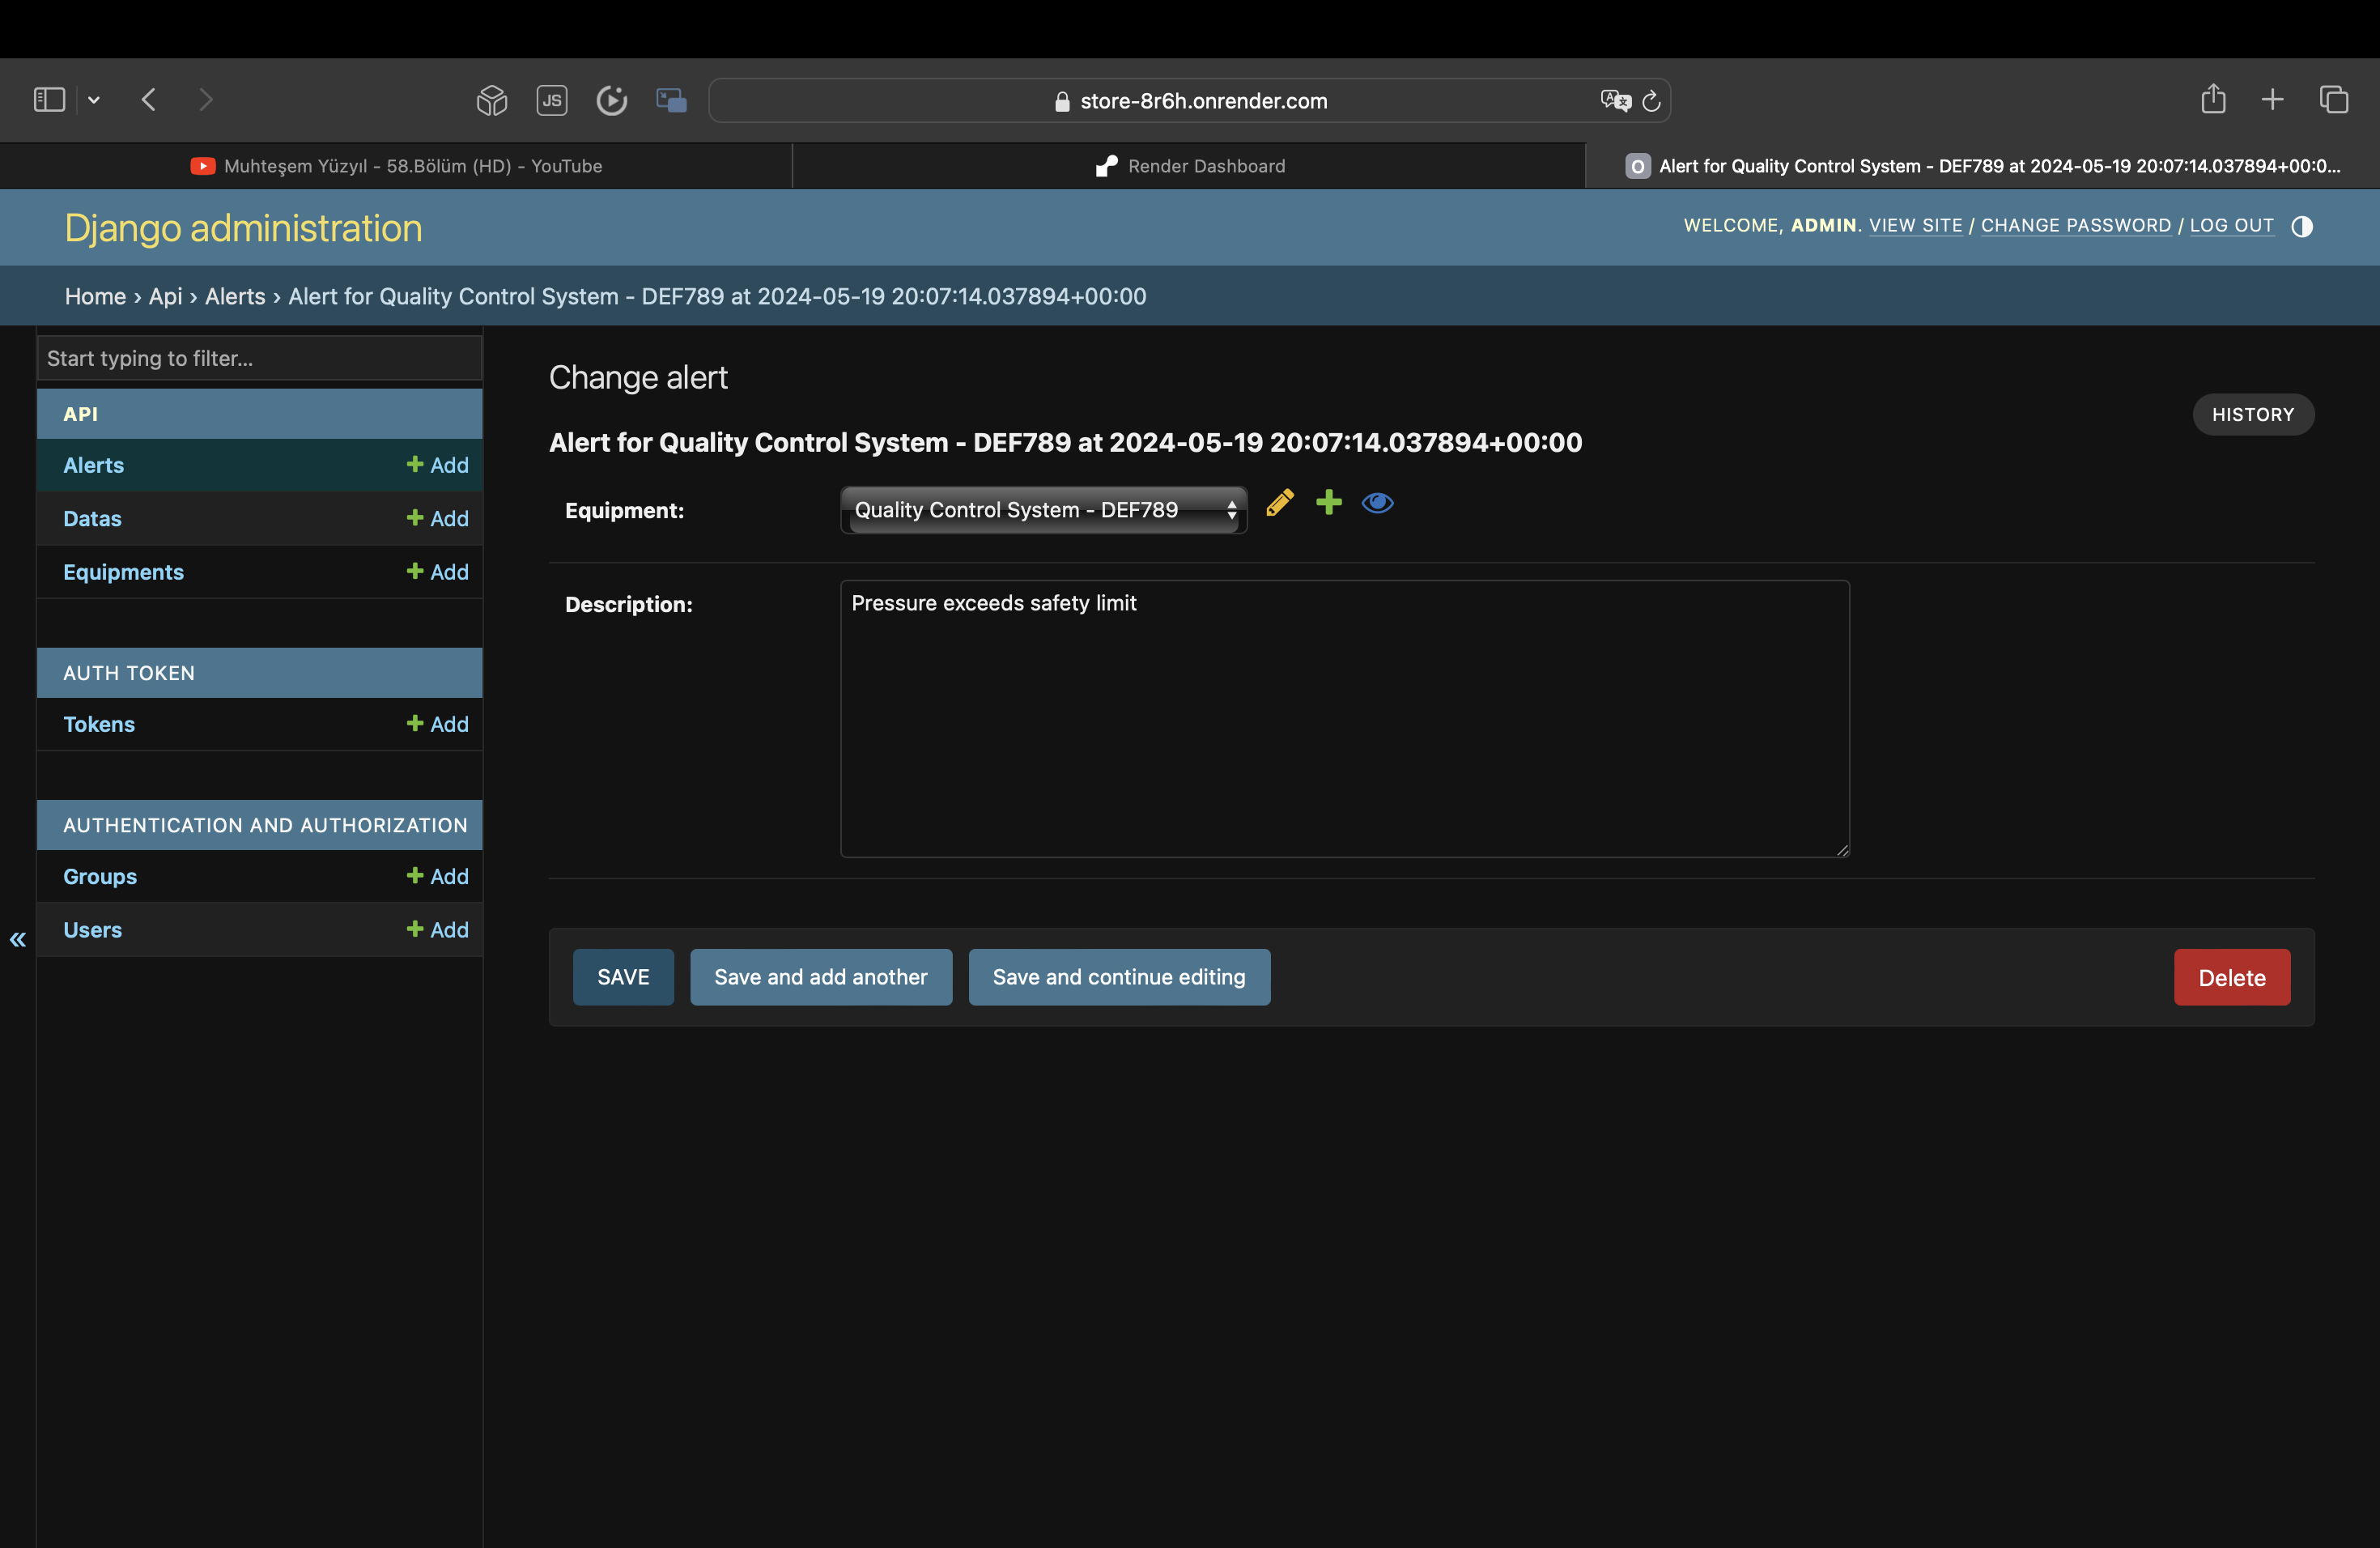 JS
store-8r6h.onrender.com
Muhteşem Yüzyıl - 58.Bölüm (HD) - YouTube
Render Dashboard
O Alert for Quality Control System - DEF789 at 2024-05-19 20:07:14.037894+00:0...
Django administration
WELCOME, ADMIN. VIEW SITE / CHANGE PASSWORD / LOG OUT
Home › Api › Alerts › Alert for Quality Control System - DEF789 at 2024-05-19 20:07:14.037894+00:00
Start typing to filter...
API
Alerts + Add
Datas + Add
Equipments + Add
AUTH TOKEN
Tokens + Add
AUTHENTICATION AND AUTHORIZATION
Groups + Add
Users + Add
«
Change alert
HISTORY
Alert for Quality Control System - DEF789 at 2024-05-19 20:07:14.037894+00:00
Equipment: Quality Control System - DEF789
Description: Pressure exceeds safety limit
SAVE Save and add another Save and continue editing Delete